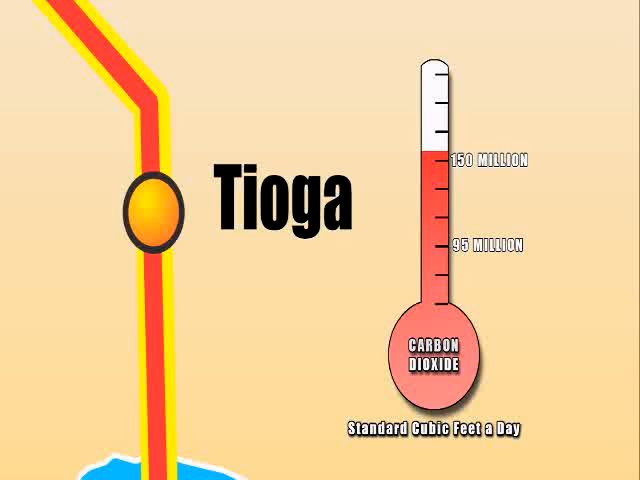 Tioga
150 MILLION
95 MILLION
CARBON
DIOXIDE
Standard Cubic Feet a Day